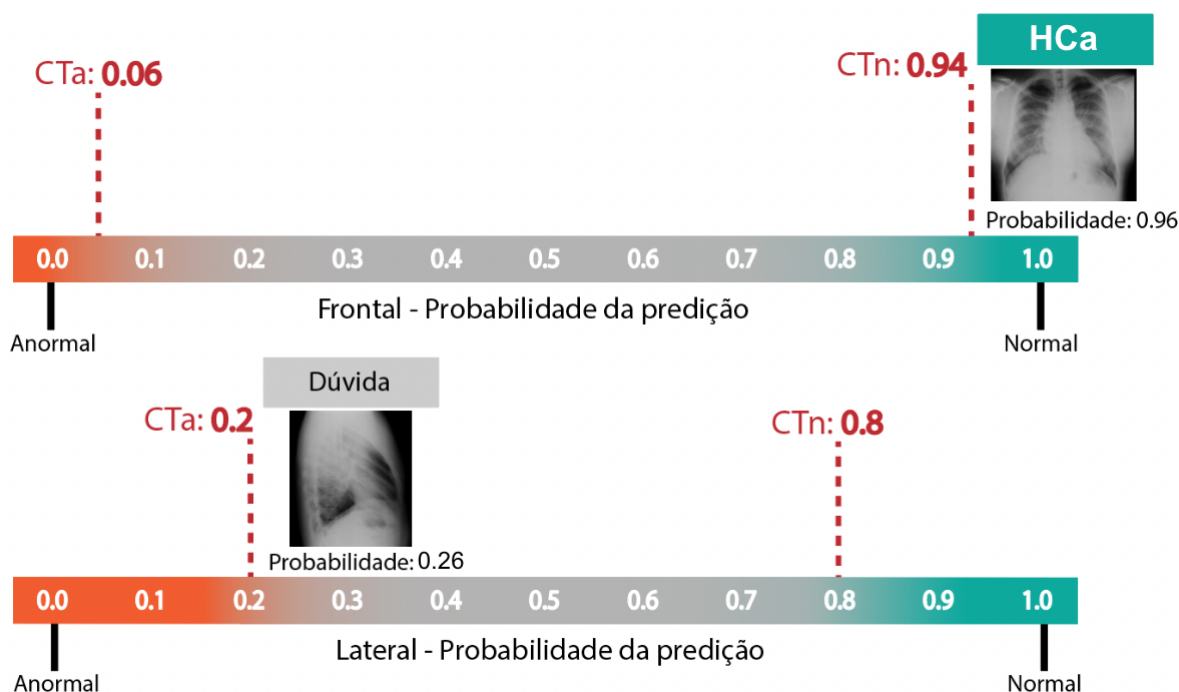 HCa
CTa: 0.06
CTn: 0.94
Probabilidade: 0.96
0.0 0.1 0.2 0.3 0.4 0.5 0.6 0.7 0.8 0.9 1.0
Frontal - Probabilidade da predição
Anormal
Normal
Dúvida
CTa: 0.2
CTn: 0.8
Probabilidade: 0.26
0.0 0.1 0.2 0.3 0.4 0.5 0.6 0.7 0.8 0.9 1.0
Lateral - Probabilidade da predição
Anormal
Normal